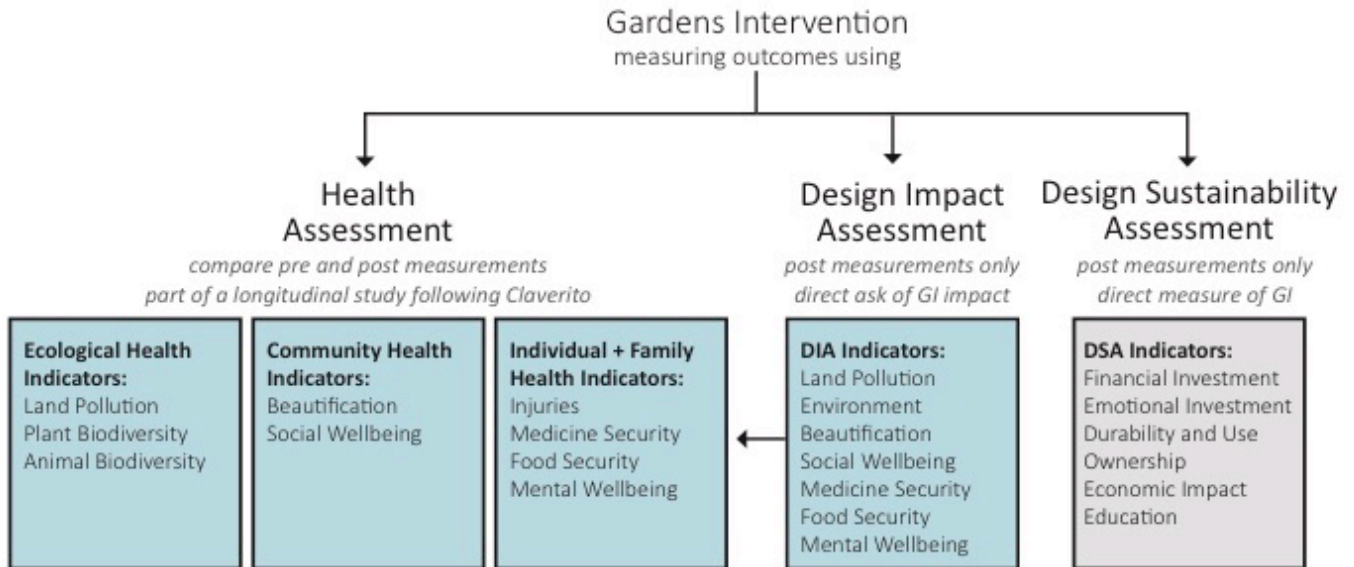 Gardens Intervention
measuring outcomes using
Health
Assessment
compare pre and post measurements
part of a longitudinal study following Claverito
Design Impact
Assessment
post measurements only
direct ask of GI impact
Design Sustainability
Assessment
post measurements only
direct measure of GI
Ecological Health
Indicators:
Land Pollution
Plant Biodiversity
Animal Biodiversity
Community Health
Indicators:
Beautification
Social Wellbeing
Individual + Family
Health Indicators:
Injuries
Medicine Security
Food Security
Mental Wellbeing
DIA Indicators:
Land Pollution
Environment
Beautification
Social Wellbeing
Medicine Security
Food Security
Mental Wellbeing
DSA Indicators:
Financial Investment
Emotional Investment
Durability and Use
Ownership
Economic Impact
Education